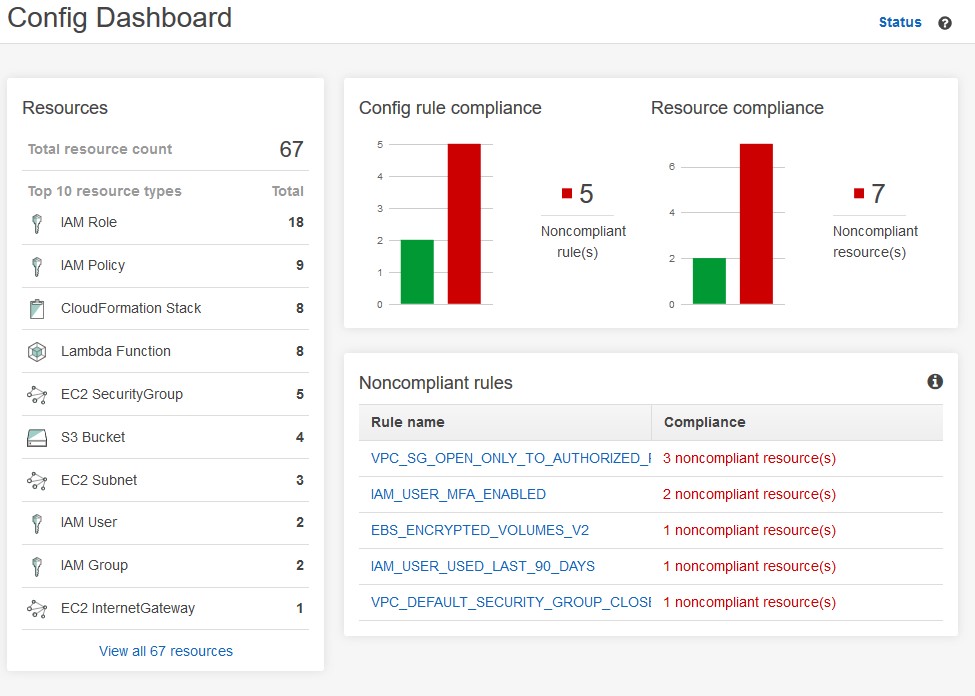 Config Dashboard
Status
Resources
Total resource count 67
Top 10 resource types Total
IAM Role 18
IAM Policy 9
CloudFormation Stack 8
Lambda Function 8
EC2 SecurityGroup 5
S3 Bucket 4
EC2 Subnet 3
IAM User 2
IAM Group 2
EC2 InternetGateway 1
View all 67 resources
Config rule compliance
5
4
3
2
1
0
5
Noncompliant
rule(s)
Resource compliance
6
4
2
0
7
Noncompliant
resource(s)
Noncompliant rules
Rule name Compliance
VPC_SG_OPEN_ONLY_TO_AUTHORIZED_ 3 noncompliant resource(s)
IAM_USER_MFA_ENABLED 2 noncompliant resource(s)
EBS_ENCRYPTED_VOLUMES_V2 1 noncompliant resource(s)
IAM_USER_USED_LAST_90_DAYS 1 noncompliant resource(s)
VPC_DEFAULT_SECURITY_GROUP_CLOSE 1 noncompliant resource(s)